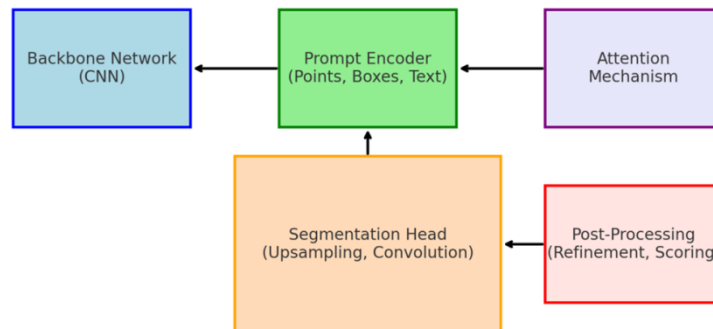 Backbone Network
(CNN)
Prompt Encoder
(Points, Boxes, Text)
Attention
Mechanism
Segmentation Head
(Upsampling, Convolution)
Post-Processing
(Refinement, Scoring